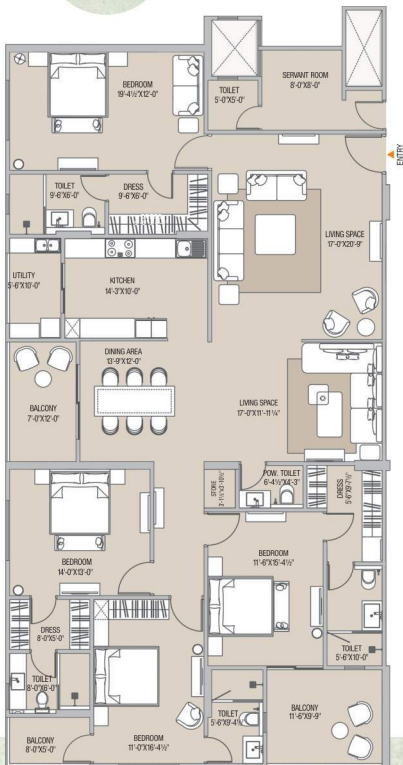 BEDROOM
19'-4½"X12'-0"
TOILET
5'-0"X5'-0"
SERVANT ROOM
8'-0"X8'-0"
ENTRY
TOILET
9'-6"X6'-0"
DRESS
9'-6"X6'-0"
LIVING SPACE
17'-0"X20'-9"
UTILITY
5'-6"X10'-0"
KITCHEN
14'-3"X10'-0"
DINING AREA
13'-9"X12'-0"
BALCONY
7'-0"X12'-0"
LIVING SPACE
17'-0"X11'-11¼"
STORE
POW. TOILET
6'-4½"X4'-3"
DRESS
5'-6"X9'-7½"
BEDROOM
14'-0"X13'-0"
BEDROOM
11'-6"X15'-4½"
DRESS
8'-0"X5'-0"
TOILET
5'-6"X10'-0"
TOILET
8'-0"X6'-0"
TOILET
5'-6"X9'-4½"
BALCONY
11'-6"X9'-9"
BALCONY
8'-0"X5'-0"
BEDROOM
11'-0"X16'-4½"